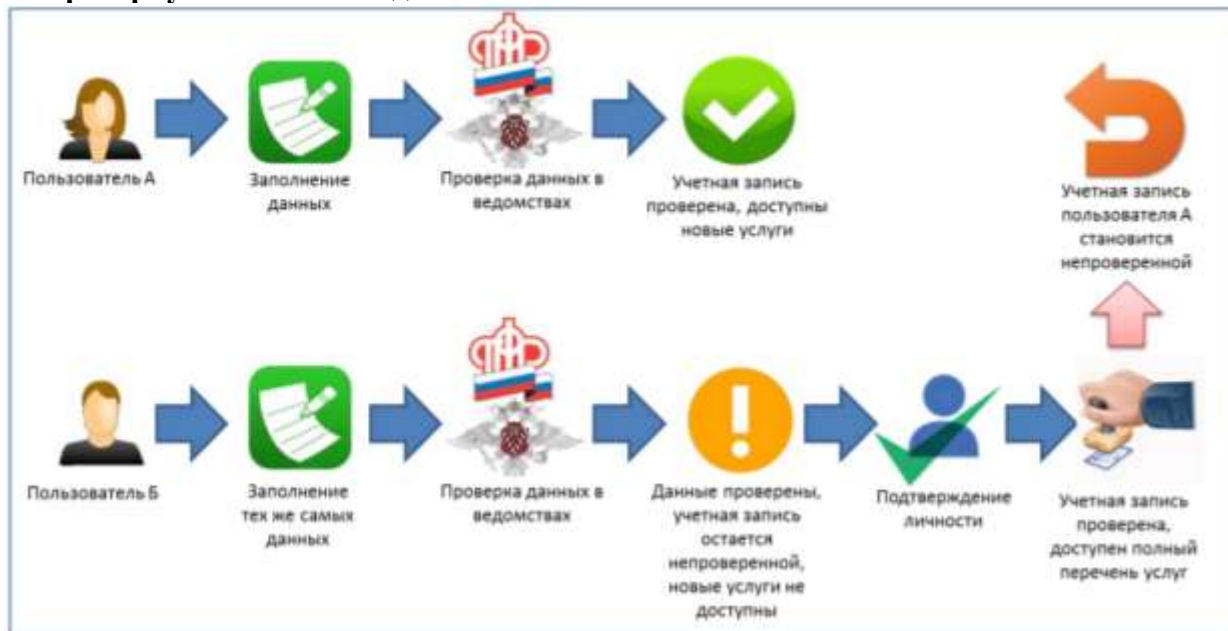 Пользователь А
Заполнение
данных
Проверка данных в
ведомствах
Учетная запись
проверена, доступны
новые услуги
Учетная запись
пользователя А
становится
непроверенной
Пользователь Б
Заполнение
тех же самых
данных
Проверка данных в
ведомствах
Данные проверены,
учетная запись
остается
непроверенной,
новые услуги не
доступны
Подтверждение
личности
Учетная запись
проверена,
доступен полный
перечень услуг